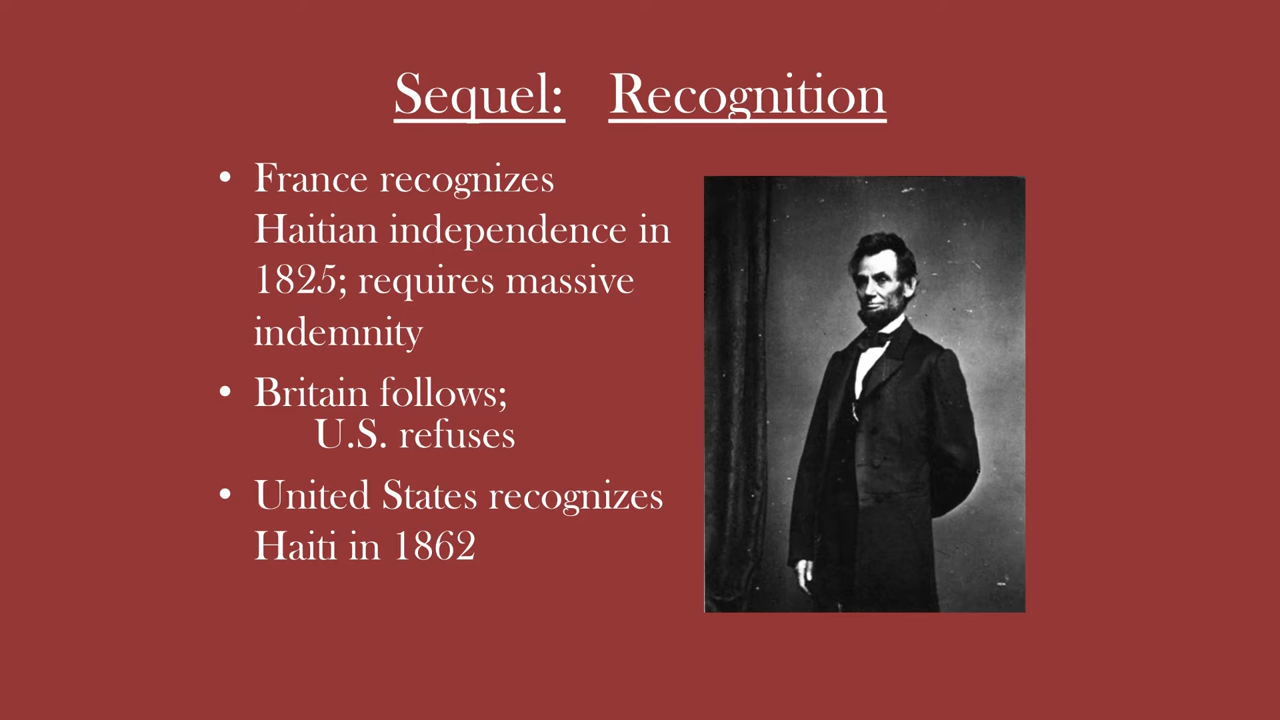 Sequel: Recognition
• France recognizes
Haitian independence in
1825; requires massive
indemnity
• Britain follows;
U.S. refuses
• United States recognizes
Haiti in 1862